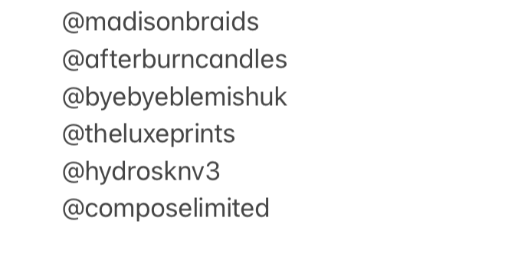 @madisonbraids
@afterburncandles
@byebyeblemishuk
@theluxeprints
@hydrosknv3
@composelimited